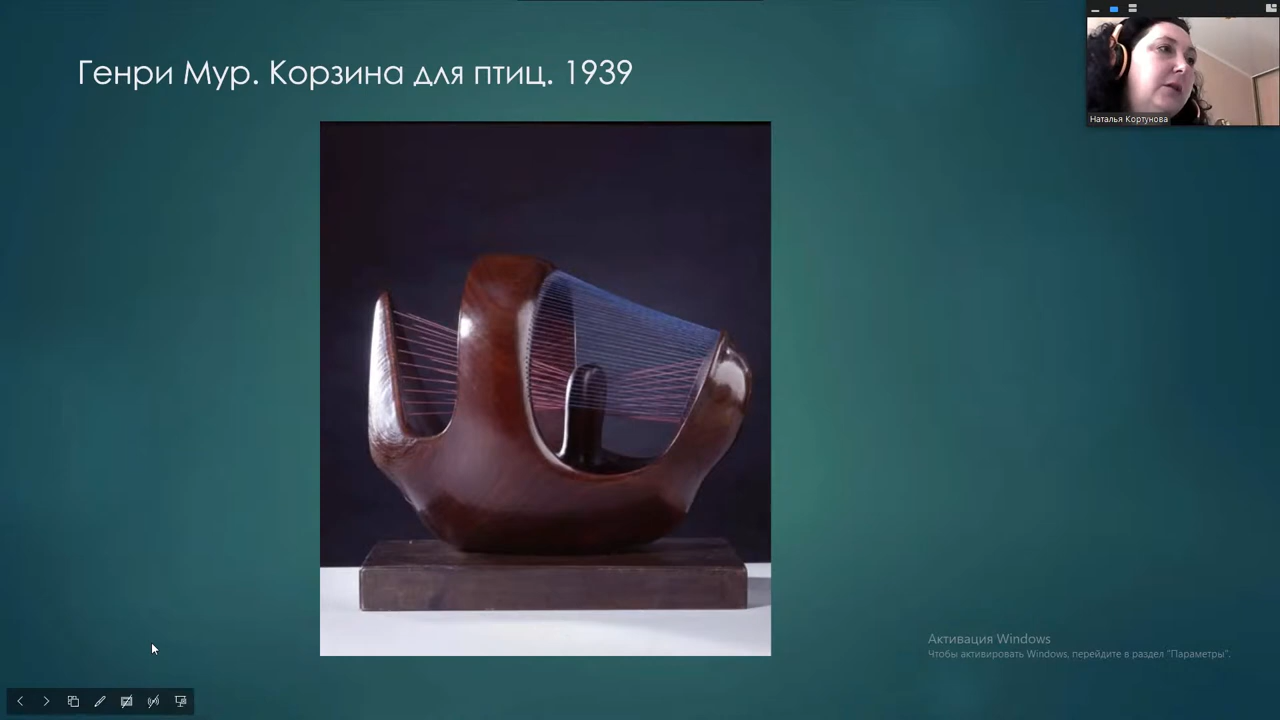 Генри Мур. Корзина для птиц. 1939
Наталья Кортунова
Активация Windows
Чтобы активировать Windows, перейдите в раздел "Параметры".